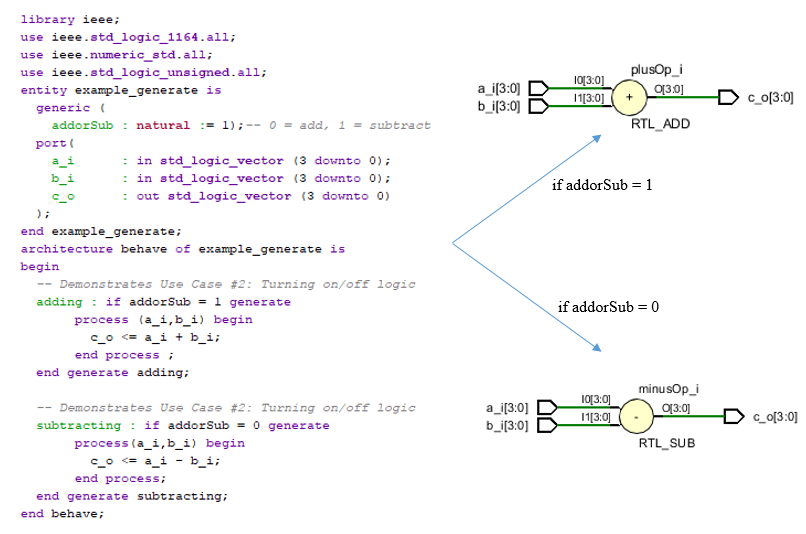 library ieee;
use ieee.std_logic_1164.all;
use ieee.numeric_std.all;
use ieee.std_logic_unsigned.all;
entity example_generate is
generic (
addorSub : natural := 1);-- 0 = add, 1 = subtract
port(
a_i : in std_logic_vector (3 downto 0);
b_i : in std_logic_vector (3 downto 0);
c_o : out std_logic_vector (3 downto 0)
);
end example_generate;
architecture behave of example_generate is
begin
-- Demonstrates Use Case #2: Turning on/off logic
adding : if addorSub = 1 generate
process (a_i,b_i) begin
c_o <= a_i + b_i;
end process ;
end generate adding;
-- Demonstrates Use Case #2: Turning on/off logic
subtracting : if addorSub = 0 generate
process(a_i,b_i) begin
c_o <= a_i - b_i;
end process;
end generate subtracting;
end behave;
plusOp_i
a_i[3:0] I0[3:0] + O[3:0] c_o[3:0]
b_i[3:0] I1[3:0]
RTL_ADD
if addorSub = 1
if addorSub = 0
minusOp_i
a_i[3:0] I0[3:0] - O[3:0] c_o[3:0]
b_i[3:0] I1[3:0]
RTL_SUB